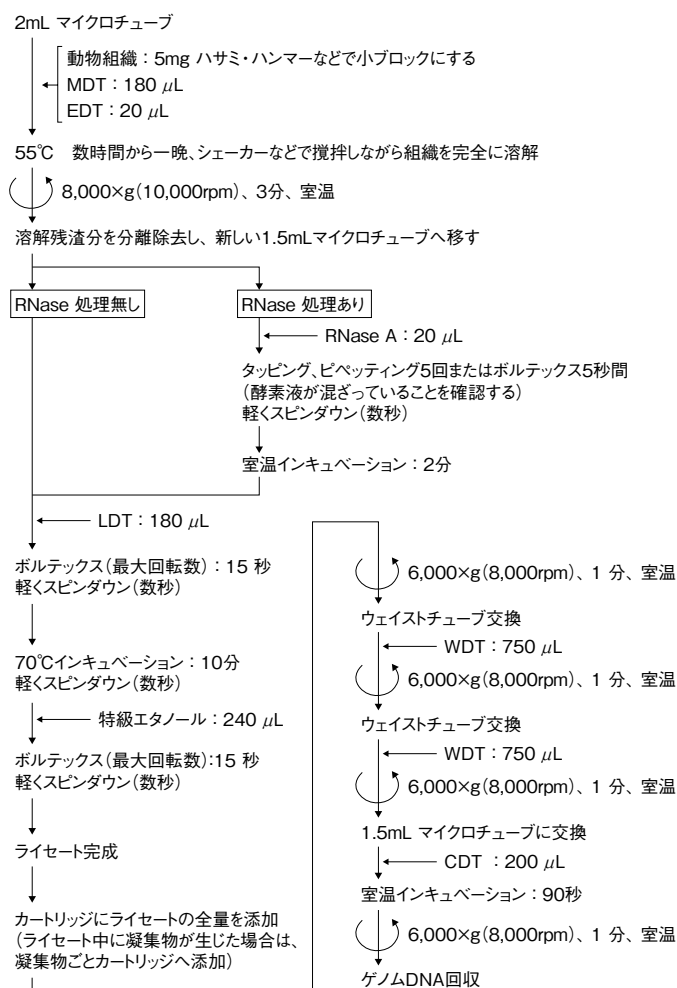 2mL マイクロチューブ
動物組織：5mg ハサミ・ハンマーなどで小ブロックにする
MDT：180 μL
EDT：20 μL
55℃　数時間から一晩、シェーカーなどで撹拌しながら組織を完全に溶解
8,000×g(10,000rpm)、3分、室温
溶解残渣分を分離除去し、新しい1.5mLマイクロチューブへ移す
RNase 処理無し
RNase 処理あり
RNase A：20 μL
タッピング、ピペッティング5回またはボルテックス5秒間
（酵素液が混ざっていることを確認する）
軽くスピンダウン（数秒）
室温インキュベーション：2分
LDT：180 μL
ボルテックス（最大回転数）：15 秒
軽くスピンダウン（数秒）
70℃インキュベーション：10分
軽くスピンダウン（数秒）
特級エタノール：240 μL
ボルテックス（最大回転数）：15 秒
軽くスピンダウン（数秒）
ライセート完成
カートリッジにライセートの全量を添加
（ライセート中に凝集物が生じた場合は、
凝集物ごとカートリッジへ添加）
6,000×g(8,000rpm)、1 分、室温
ウェイストチューブ交換
WDT：750 μL
6,000×g(8,000rpm)、1 分、室温
ウェイストチューブ交換
WDT：750 μL
6,000×g(8,000rpm)、1 分、室温
1.5mL マイクロチューブに交換
CDT ：200 μL
室温インキュベーション：90秒
6,000×g(8,000rpm)、1 分、室温
ゲノムDNA回収